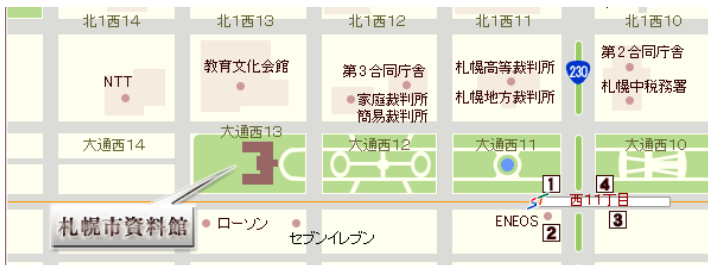 北1西14
北1西13
北1西12
北1西11
北1西10
NTT
教育文化会館
第3合同庁舎
家庭裁判所
簡易裁判所
札幌高等裁判所
札幌地方裁判所
230
第2合同庁舎
札幌中税務署
大通西14
大通西13
大通西12
大通西11
大通西10
1
4
西11丁目
札幌市資料館
ローソン
セブンイレブン
ENEOS
2
3